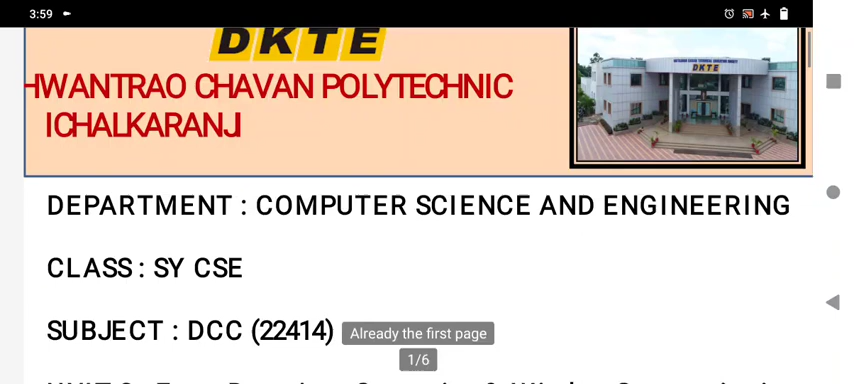 3:59
DKTE
HWANTRAO CHAVAN POLYTECHNIC
ICHALKARANJI
DKTE
DEPARTMENT : COMPUTER SCIENCE AND ENGINEERING
CLASS : SY CSE
SUBJECT : DCC (22414)
Already the first page
1/6